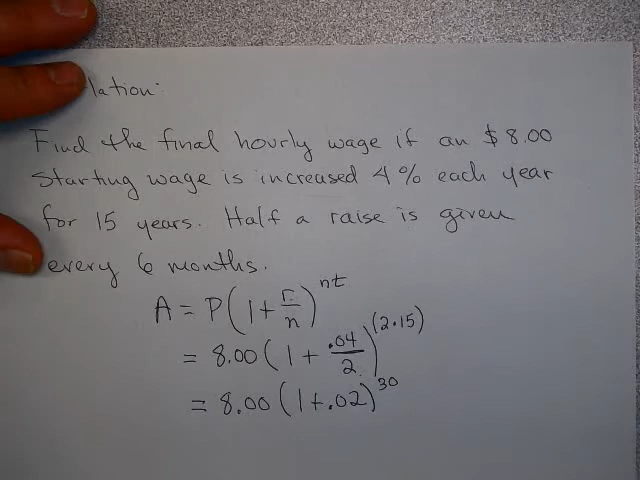 lation:
Find the final hourly wage if an $8.00
starting wage is increased 4% each year
for 15 years. Half a raise is given
every 6 months.
A = P(1 + r/n)^nt
= 8.00(1 + .04/2)^(2·15)
= 8.00(1+.02)^30